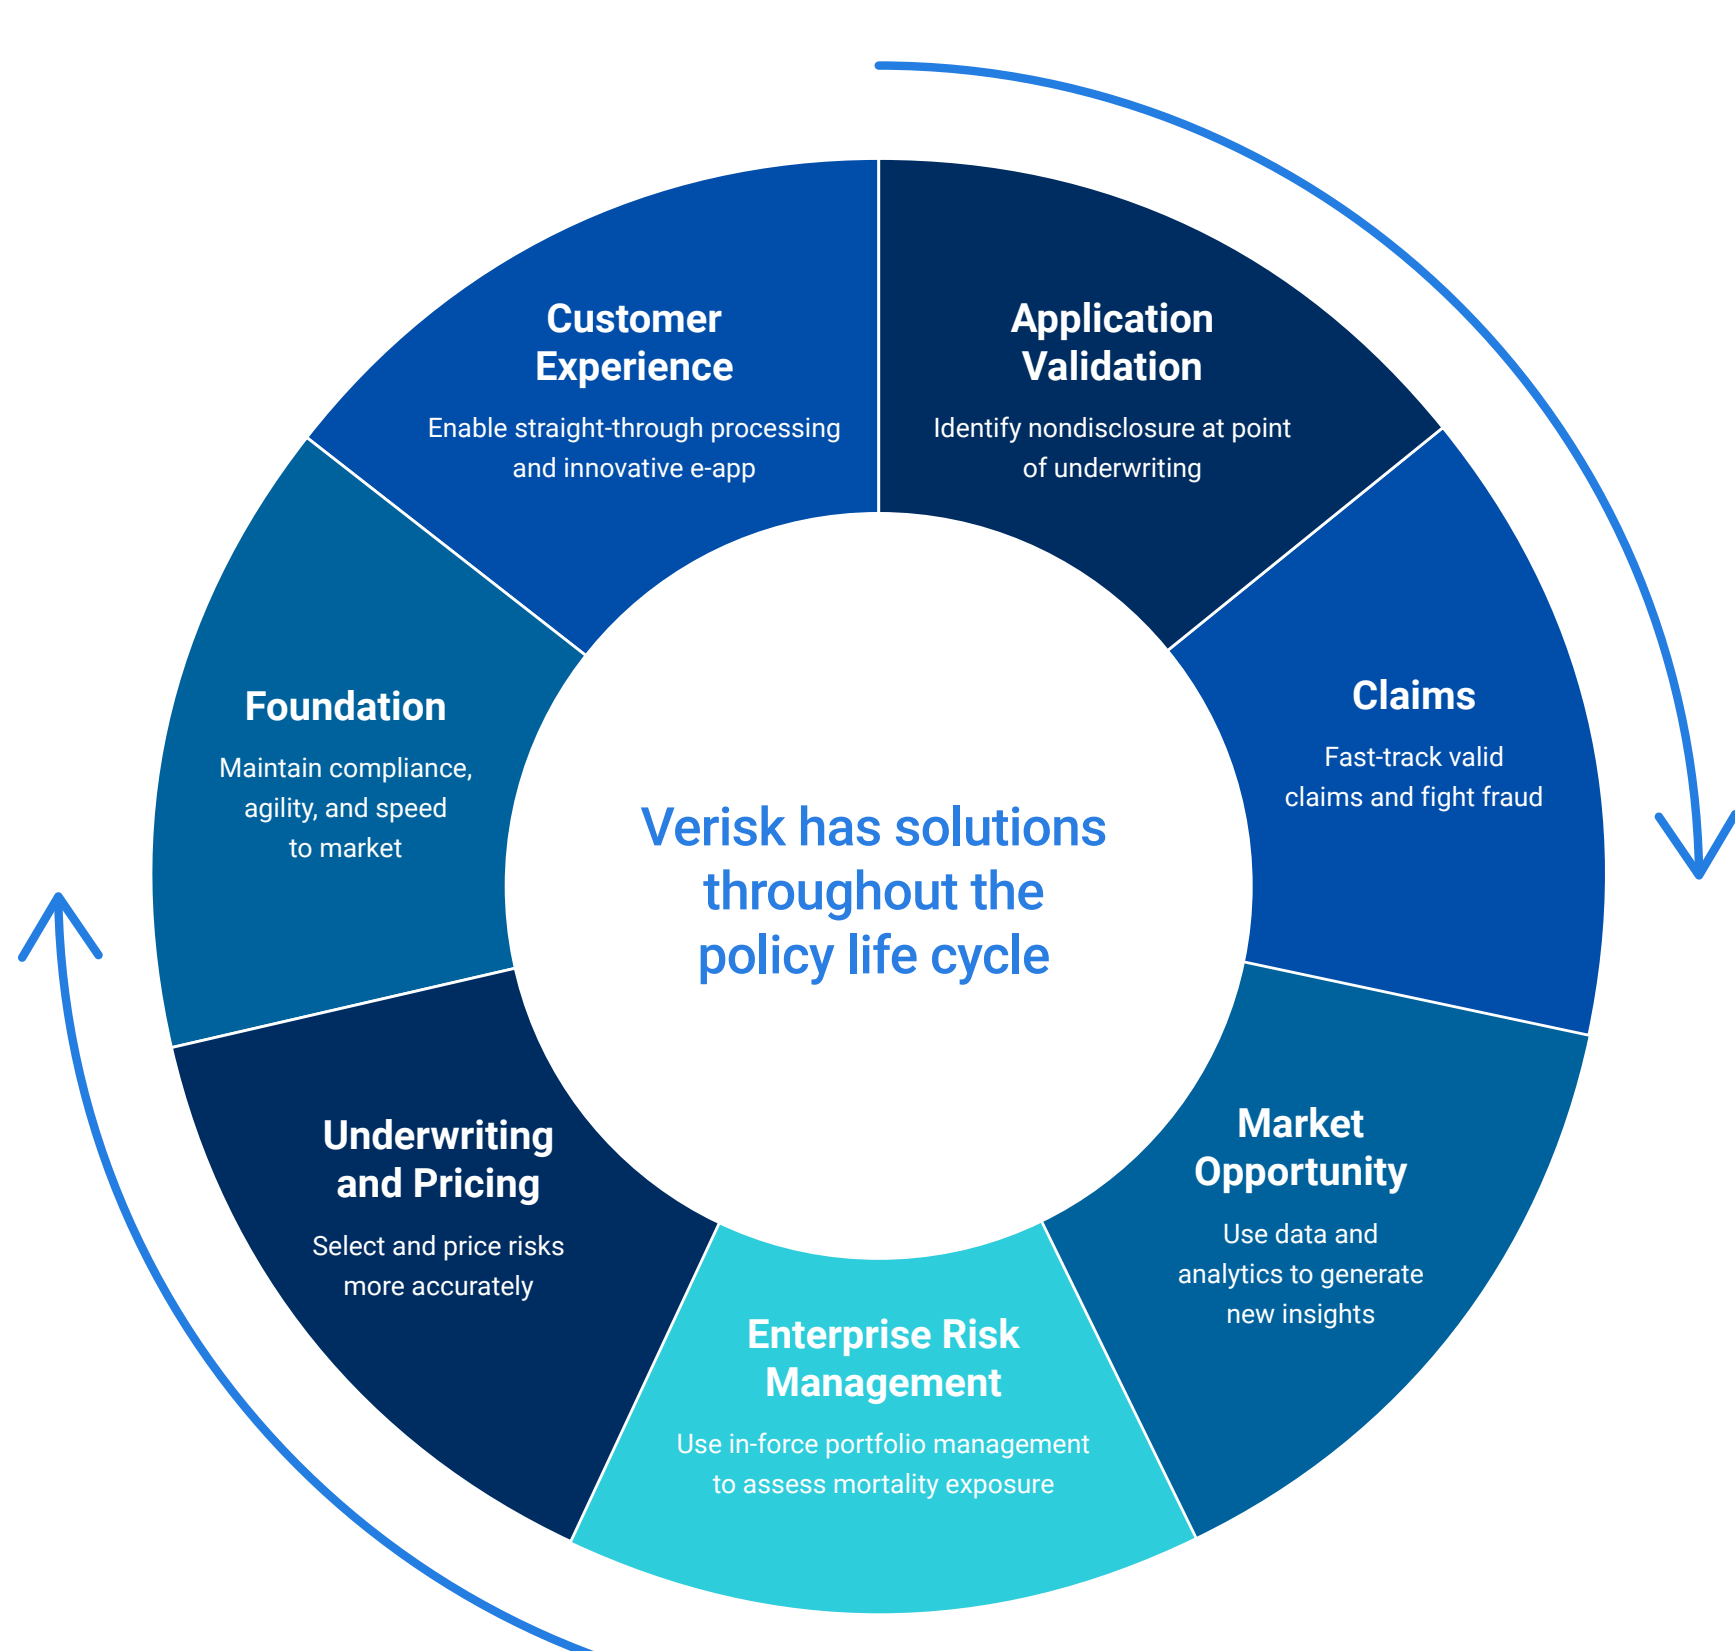 Customer
Experience
Enable straight-through processing
and innovative e-app
Application
Validation
Identify nondisclosure at point
of underwriting
Claims
Fast-track valid
claims and fight fraud
Market
Opportunity
Use data and
analytics to generate
new insights
Enterprise Risk
Management
Use in-force portfolio management
to assess mortality exposure
Underwriting
and Pricing
Select and price risks
more accurately
Foundation
Maintain compliance,
agility, and speed
to market
Verisk has solutions
throughout the
policy life cycle